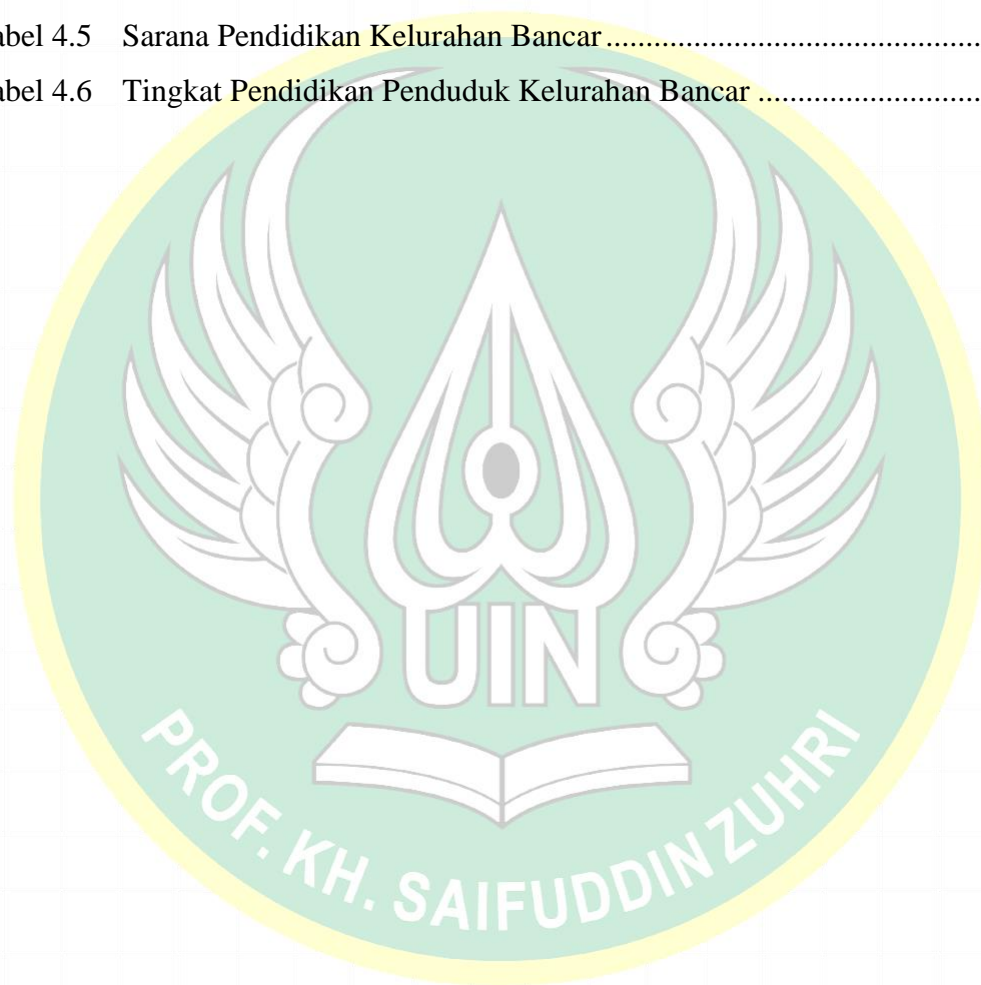 abel 4.5 Sarana Pendidikan Kelurahan Bancar................................................
abel 4.6 Tingkat Pendidikan Penduduk Kelurahan Bancar .............................
UIN
PROF. KH. SAIFUDDIN ZUHRI